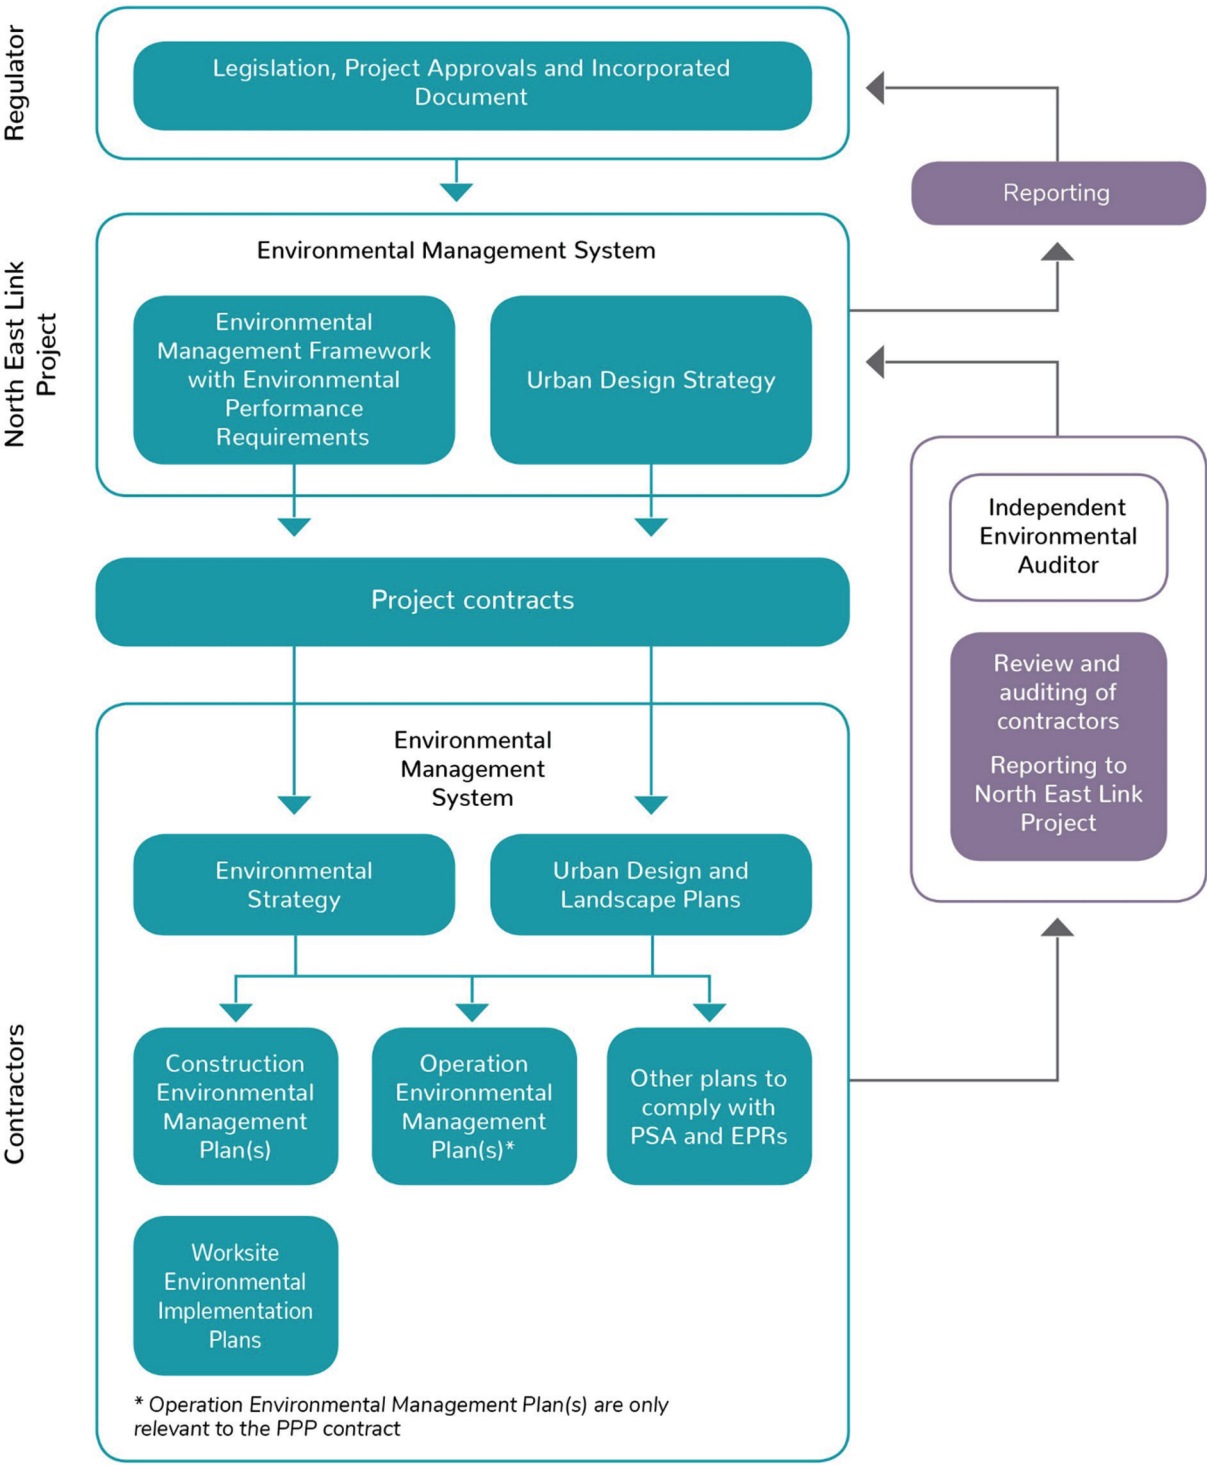 Regulator
Legislation, Project Approvals and Incorporated
Document
Reporting
North East Link
Project
Environmental Management System
Environmental
Management Framework
with Environmental
Performance
Requirements
Urban Design Strategy
Independent
Environmental
Auditor
Project contracts
Review and
auditing of
contractors
Reporting to
North East Link
Project
Contractors
Environmental
Management
System
Environmental
Strategy
Urban Design and
Landscape Plans
Construction
Environmental
Management
Plan(s)
Operation
Environmental
Management
Plan(s)*
Other plans to
comply with
PSA and EPRs
Worksite
Environmental
Implementation
Plans
* Operation Environmental Management Plan(s) are only
relevant to the PPP contract